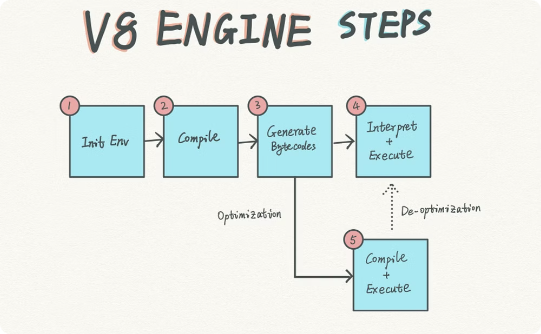 V8 ENGINE STEPS
1
Init Env
2
Compile
3
Generate
Bytecodes
4
Interpret
+
Execute
Optimization
De-optimization
5
Compile
+
Execute